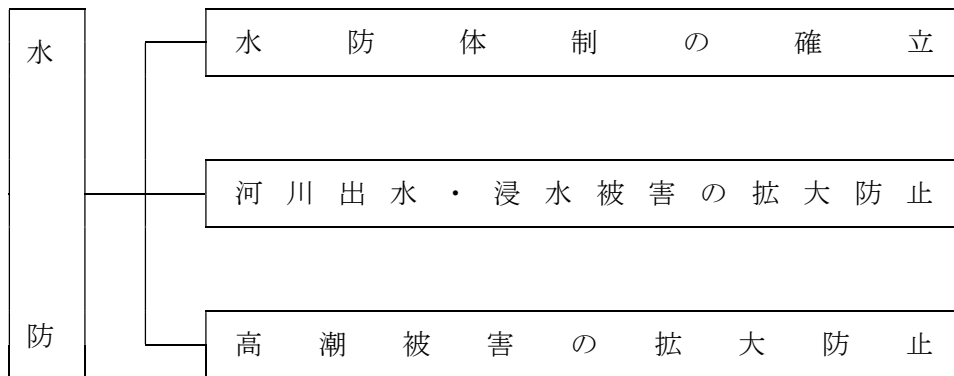 水防
水防体制の確立
河川出水・浸水被害の拡大防止
高潮被害の拡大防止